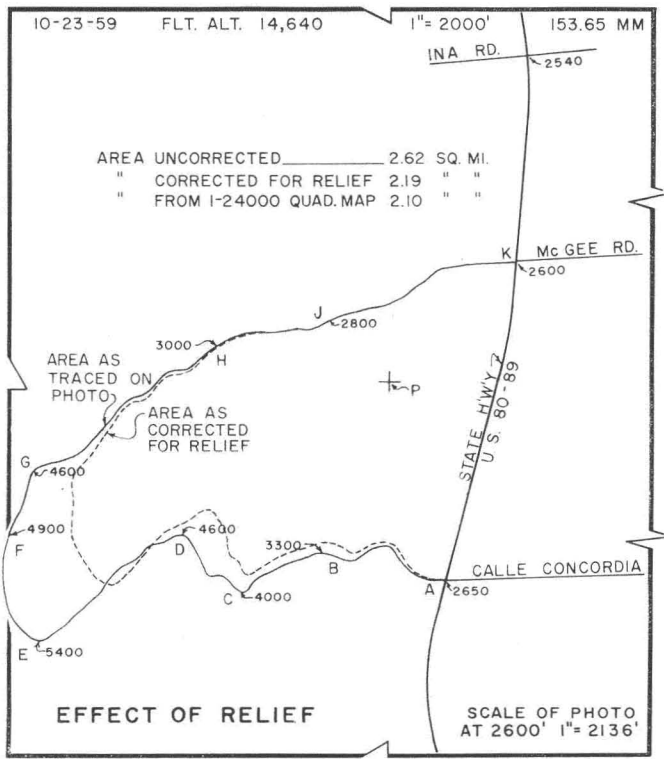 10-23-59 FLT. ALT. 14,640 1"= 2000' 153.65 MM
INA RD.
2540
AREA UNCORRECTED 2.62 SQ. MI.
" CORRECTED FOR RELIEF 2.19 " "
" FROM 1-24000 QUAD. MAP 2.10 " "
K McGEE RD.
2600
J
2800
3000
H
AREA AS
TRACED ON
PHOTO
AREA AS
CORRECTED
FOR RELIEF
P
STATE H'W'Y
U.S. 80-89
G
4600
4900
F
4600
D
3300
B
C
4000
A
CALLE CONCORDIA
2650
E
5400
EFFECT OF RELIEF
SCALE OF PHOTO
AT 2600' 1"= 2136'